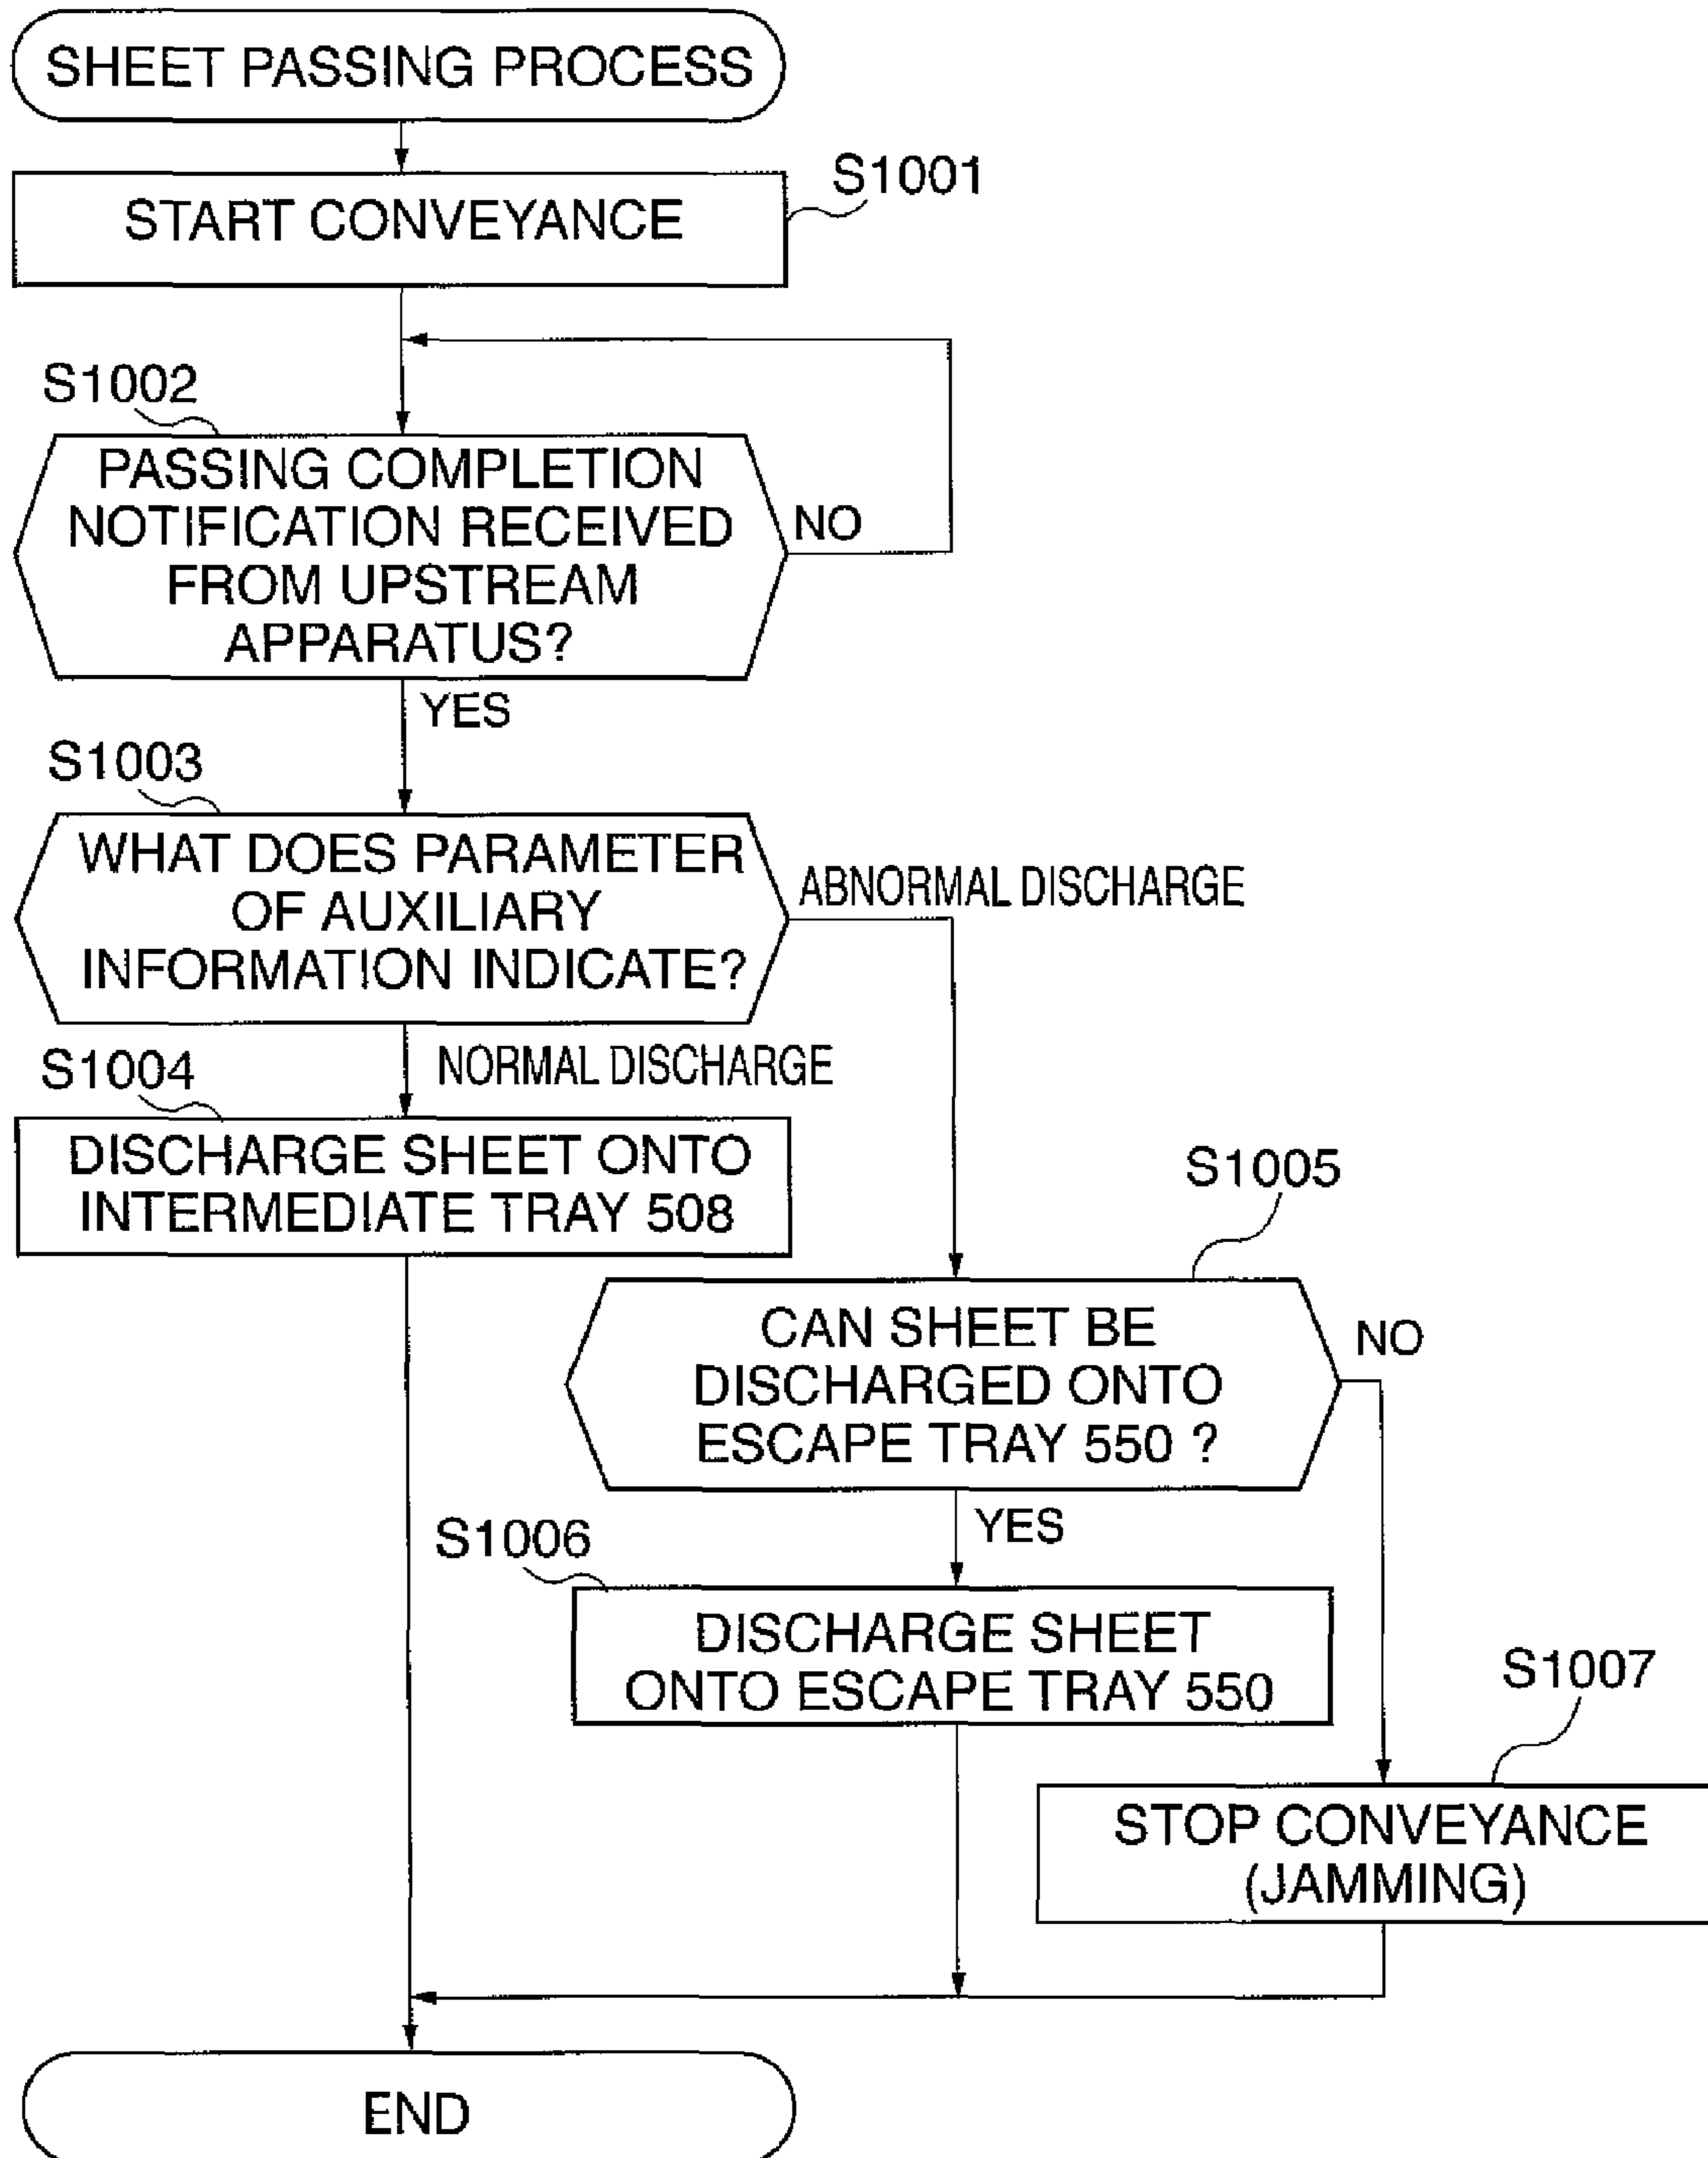 SHEET PASSING PROCESS
START CONVEYANCE
S1001
S1002
PASSING COMPLETION
NOTIFICATION RECEIVED
FROM UPSTREAM
APPARATUS?
NO
YES
S1003
WHAT DOES PARAMETER
OF AUXILIARY
INFORMATION INDICATE?
ABNORMAL DISCHARGE
NORMAL DISCHARGE
S1004
DISCHARGE SHEET ONTO
INTERMEDIATE TRAY 508
S1005
CAN SHEET BE
DISCHARGED ONTO
ESCAPE TRAY 550 ?
NO
YES
S1006
DISCHARGE SHEET
ONTO ESCAPE TRAY 550
S1007
STOP CONVEYANCE
(JAMMING)
END